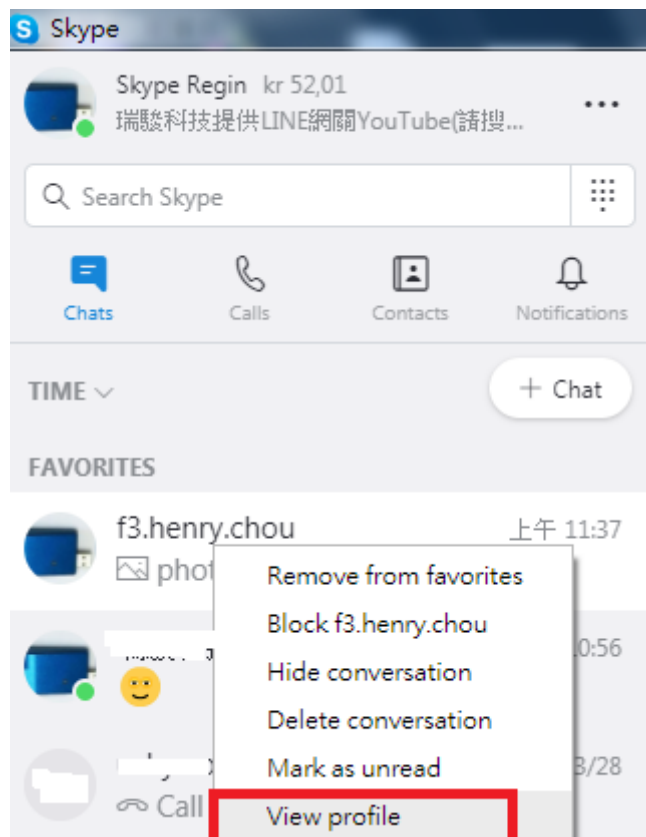 Skype
Skype Regin kr 52,01
瑞駿科技提供LINE網關YouTube(請搜...
Search Skype
Chats
Calls
Contacts
Notifications
TIME
+ Chat
FAVORITES
f3.henry.chou
上午 11:37
phot
Remove from favorites
Block f3.henry.chou
0:56
Hide conversation
Delete conversation
Mark as unread
3/28
Call
View profile